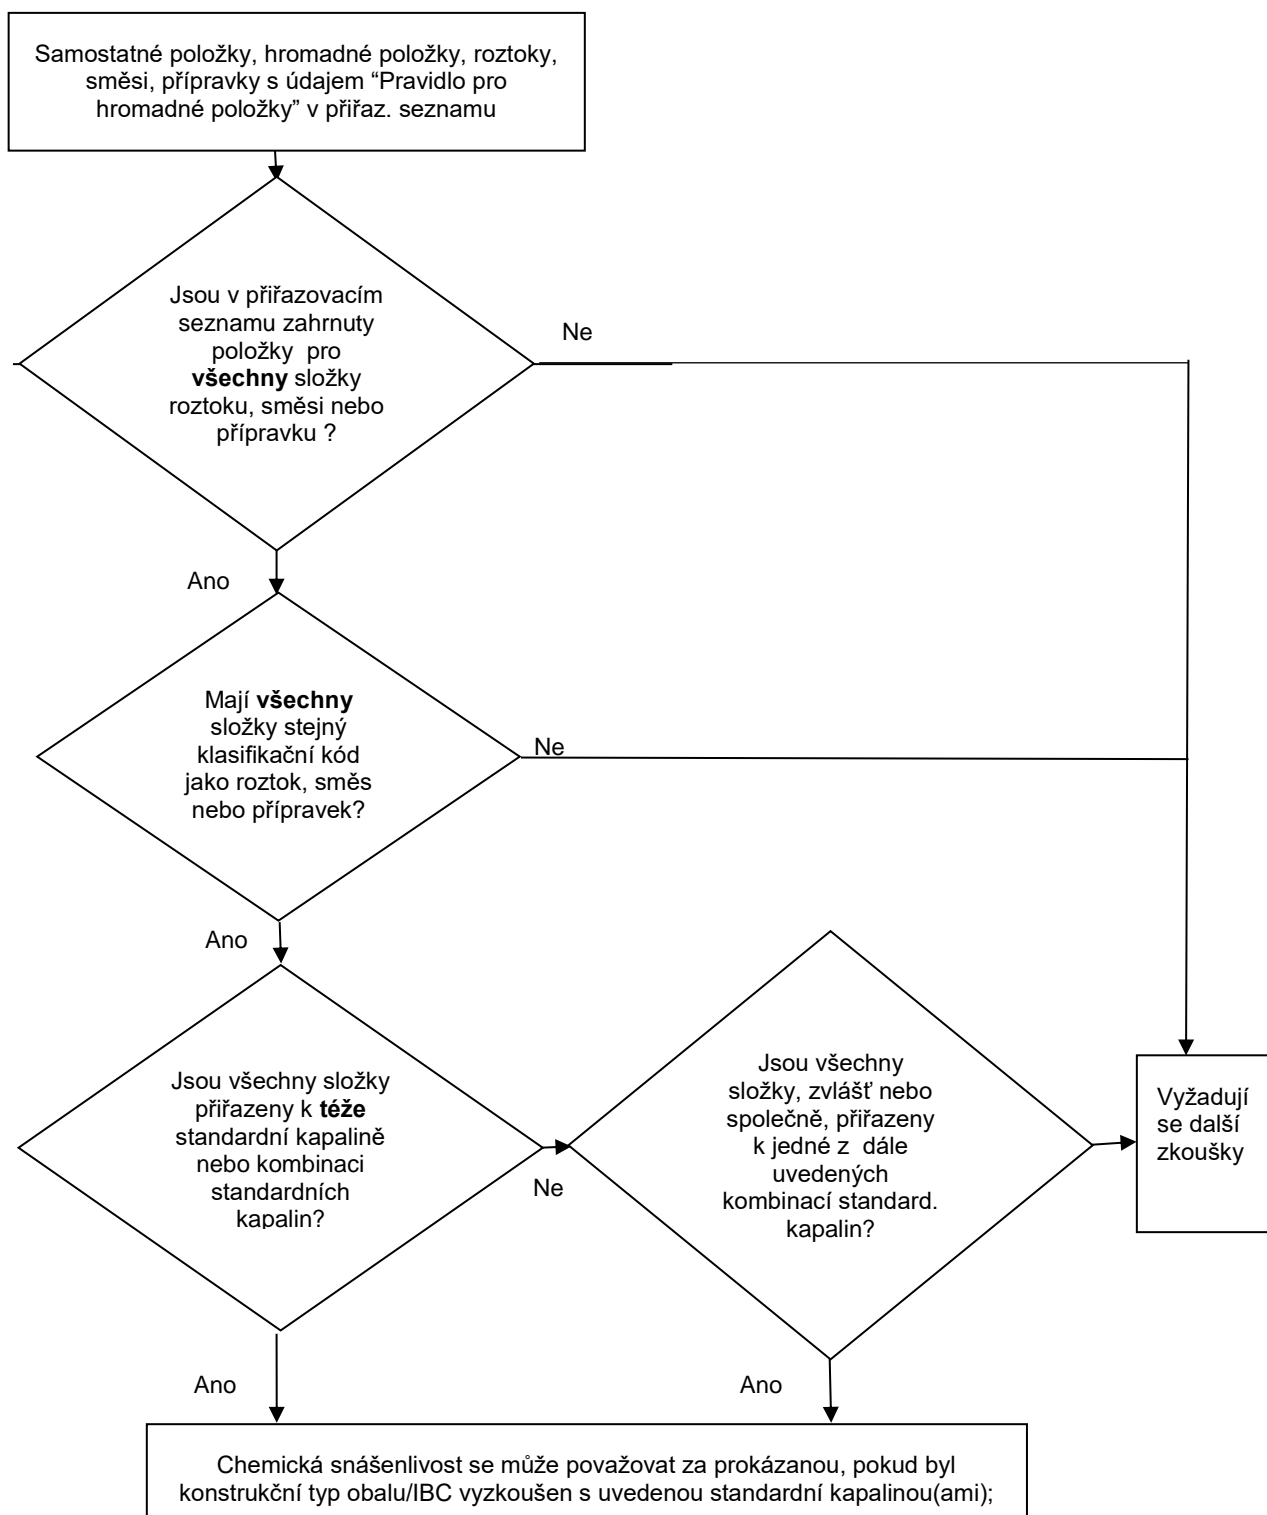 Samostatné položky, hromadné položky, roztoky,
směsi, přípravky s údajem “Pravidlo pro
hromadné položky” v přiřaz. seznamu
Jsou v přiřazovacím
seznamu zahrnuty
položky pro
všechny složky
roztoku, směsi nebo
přípravku ?
Ne
Ano
Mají všechny
složky stejný
klasifikační kód
jako roztok, směs
nebo přípravek?
Ne
Ano
Jsou všechny složky
přiřazeny k téže
standardní kapalině
nebo kombinaci
standardních
kapalin?
Ne
Jsou všechny
složky, zvlášť nebo
společně, přiřazeny
k jedné z dále
uvedených
kombinací standard.
kapalin?
Vyžadují
se další
zkoušky
Ano
Ano
Chemická snášenlivost se může považovat za prokázanou, pokud byl
konstrukční typ obalu/IBC vyzkoušen s uvedenou standardní kapalinou(ami);